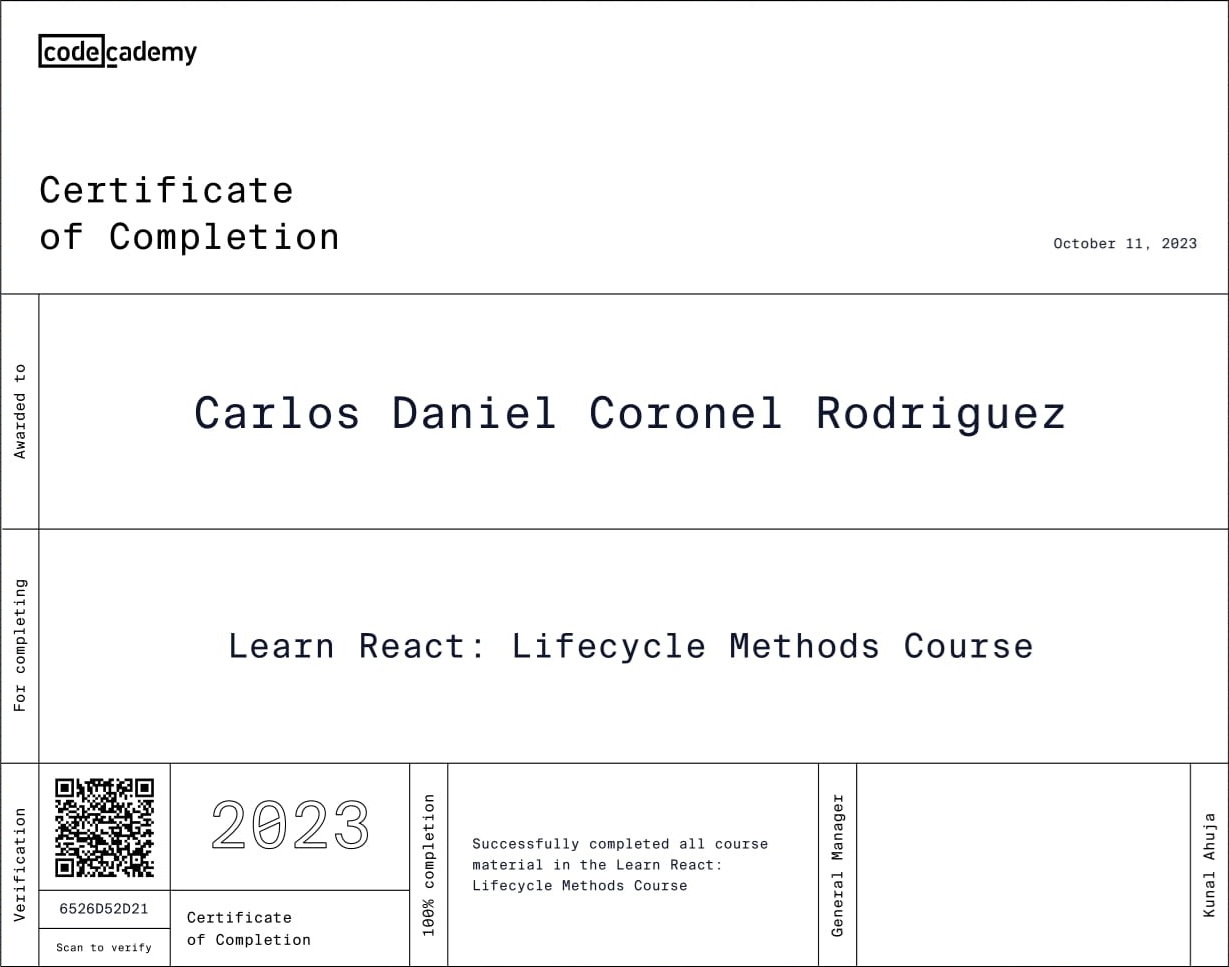 codecademy
Certificate
of Completion
October 11, 2023
Awarded to
Carlos Daniel Coronel Rodriguez
For completing
Learn React: Lifecycle Methods Course
Verification
6526D52D21
Scan to verify
2023
Certificate
of Completion
100% completion
Successfully completed all course
material in the Learn React:
Lifecycle Methods Course
General Manager
Kunal Ahuja